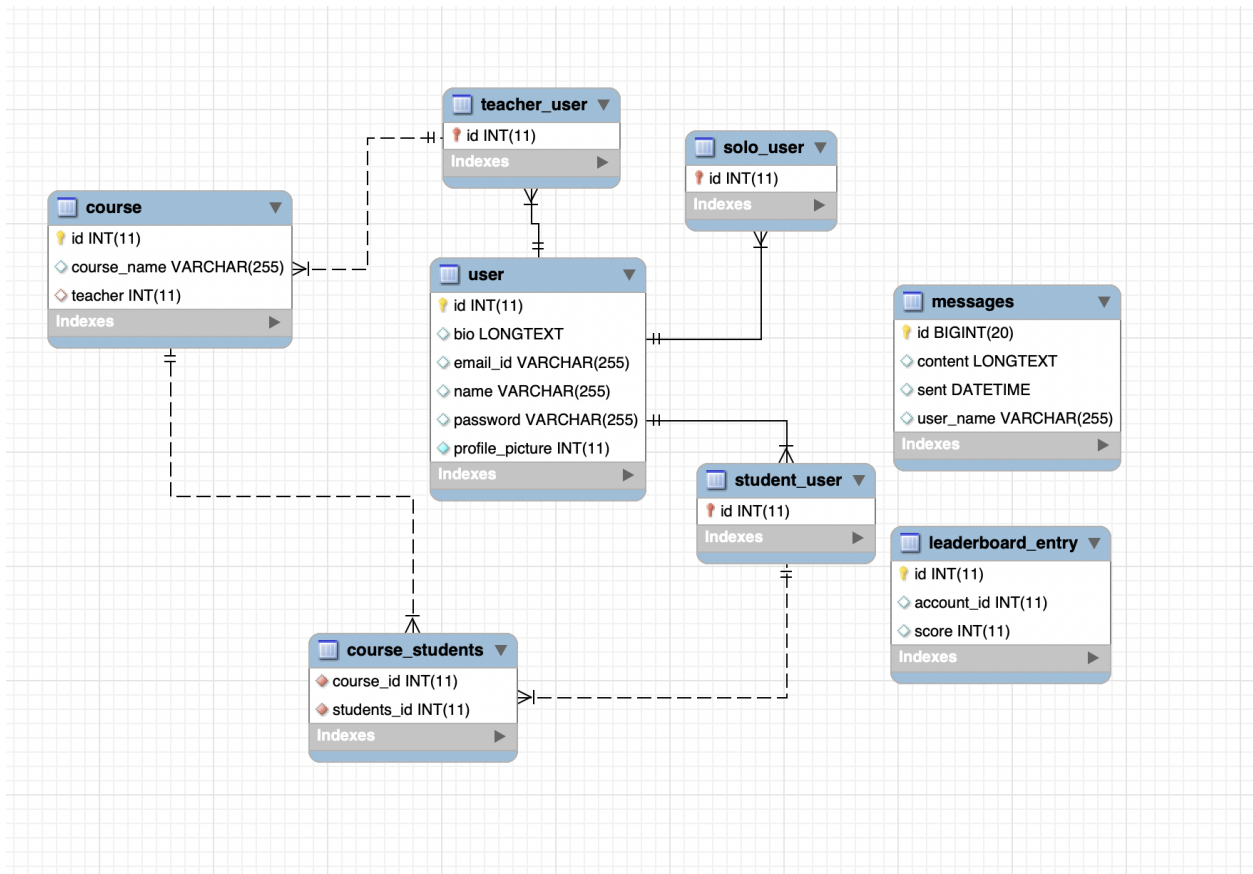 teacher_user
id INT(11)
Indexes
solo_user
id INT(11)
Indexes
course
id INT(11)
course_name VARCHAR(255)
teacher INT(11)
Indexes
user
id INT(11)
bio LONGTEXT
email_id VARCHAR(255)
name VARCHAR(255)
password VARCHAR(255)
profile_picture INT(11)
Indexes
messages
id BIGINT(20)
content LONGTEXT
sent DATETIME
user_name VARCHAR(255)
Indexes
student_user
id INT(11)
Indexes
leaderboard_entry
id INT(11)
account_id INT(11)
score INT(11)
Indexes
course_students
course_id INT(11)
students_id INT(11)
Indexes